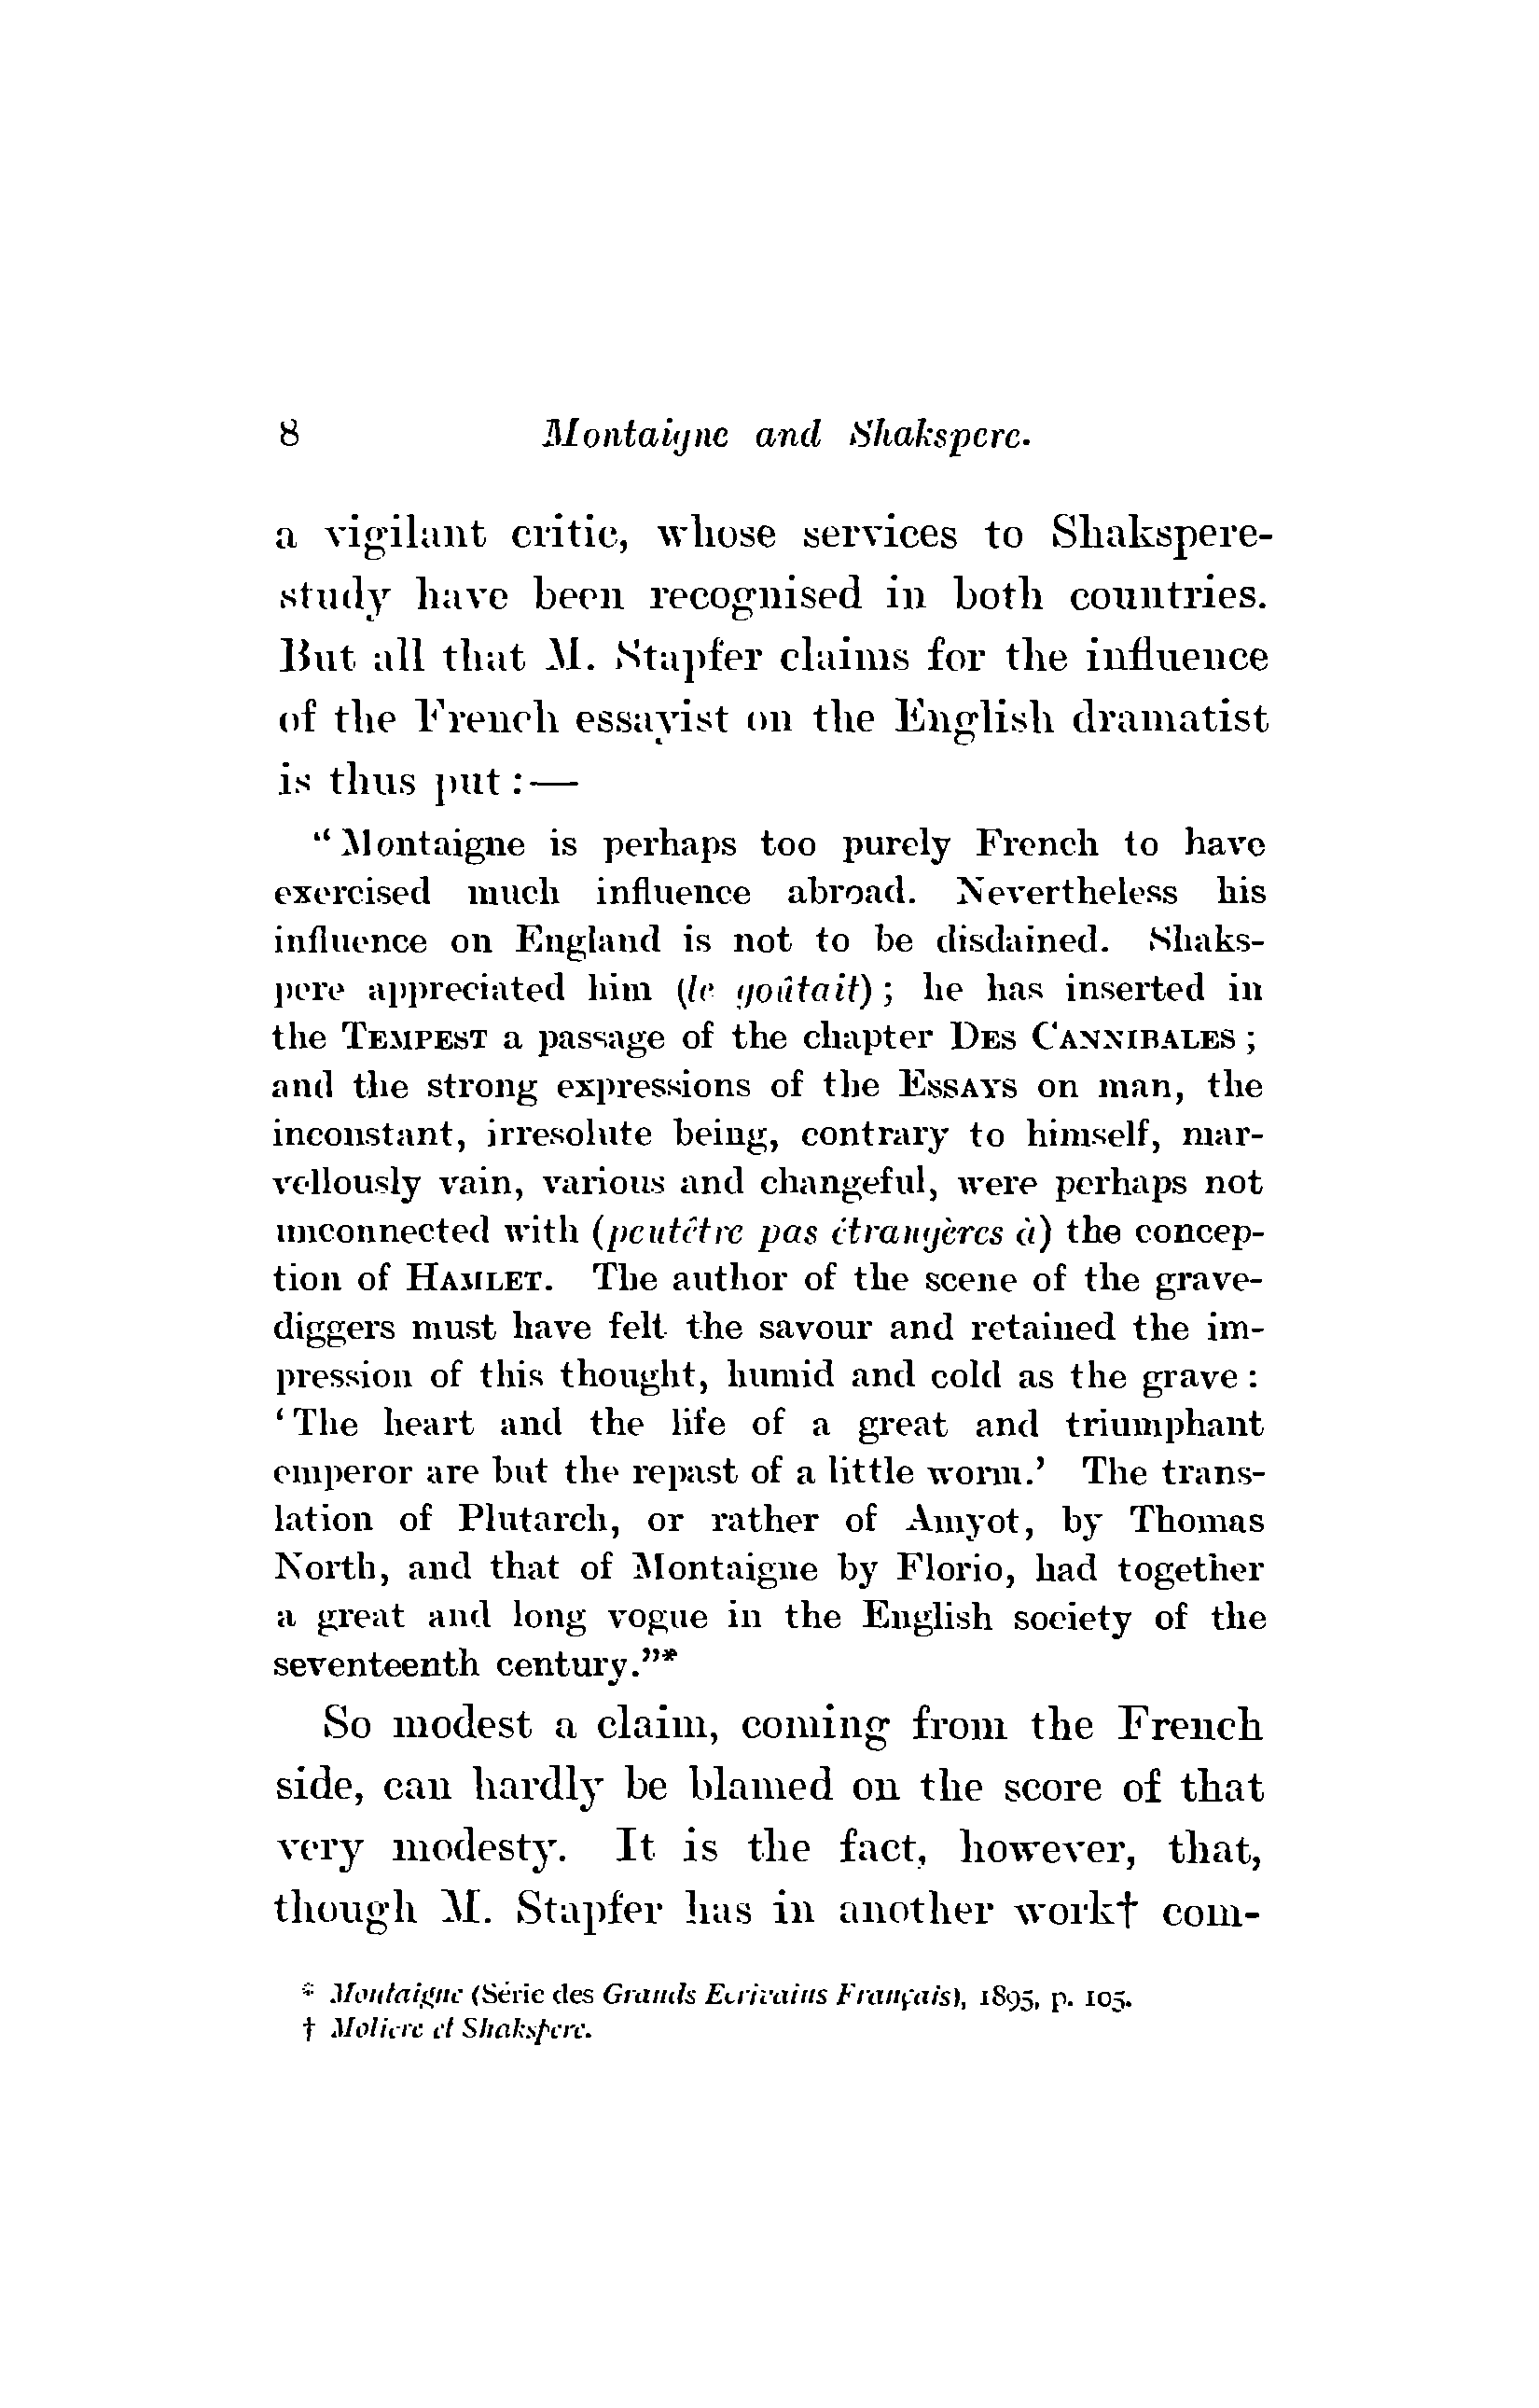 8 Montaigne and Shakspere.
a vigilant critic, whose services to Shakspere-
study have been recognised in both countries.
But all that M. Stapfer claims for the influence
of the French essayist on the English dramatist
is thus put:—
“Montaigne is perhaps too purely French to have
exercised much influence abroad. Nevertheless his
influence on England is not to be disdained. Shaks-
pere appreciated him (le goûtait); he has inserted in
the TEMPEST a passage of the chapter DES CANNIBALES;
and the strong expressions of the ESSAYS on man, the
inconstant, irresolute being, contrary to himself, mar-
vellously vain, various and changeful, were perhaps not
unconnected with (peutêtre pas étrangères à) the concep-
tion of HAMLET. The author of the scene of the grave-
diggers must have felt the savour and retained the im-
pression of this thought, humid and cold as the grave:
‘The heart and the life of a great and triumphant
emperor are but the repast of a little worm.’ The trans-
lation of Plutarch, or rather of Amyot, by Thomas
North, and that of Montaigne by Florio, had together
a great and long vogue in the English society of the
seventeenth century.”*
So modest a claim, coming from the French
side, can hardly be blamed on the score of that
very modesty. It is the fact, however, that,
though M. Stapfer has in another work† com-
* Montaigne (Série des Grands Ecrivains Français), 1895, p. 105.
† Moliere et Shakspere.